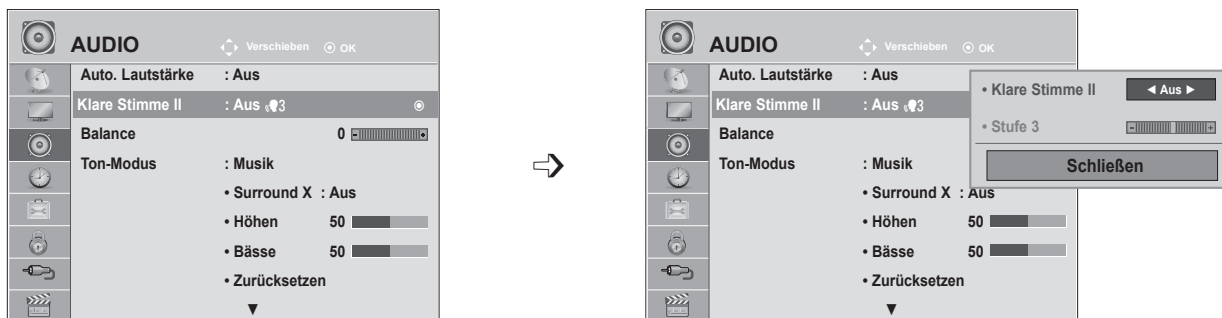 AUDIO
Verschieben OK
Auto. Lautstärke : Aus
Klare Stimme II : Aus 3
Balance 0 - +
Ton-Modus : Musik
• Surround X : Aus
• Höhen 50
• Bässe 50
• Zurücksetzen
▼
AUDIO
Verschieben OK
Auto. Lautstärke : Aus
Klare Stimme II : Aus 3
Balance
Ton-Modus : Musik
• Surround X : Aus
• Höhen 50
• Bässe 50
• Zurücksetzen
▼
• Klare Stimme II ◄ Aus ►
• Stufe 3 - +
Schließen